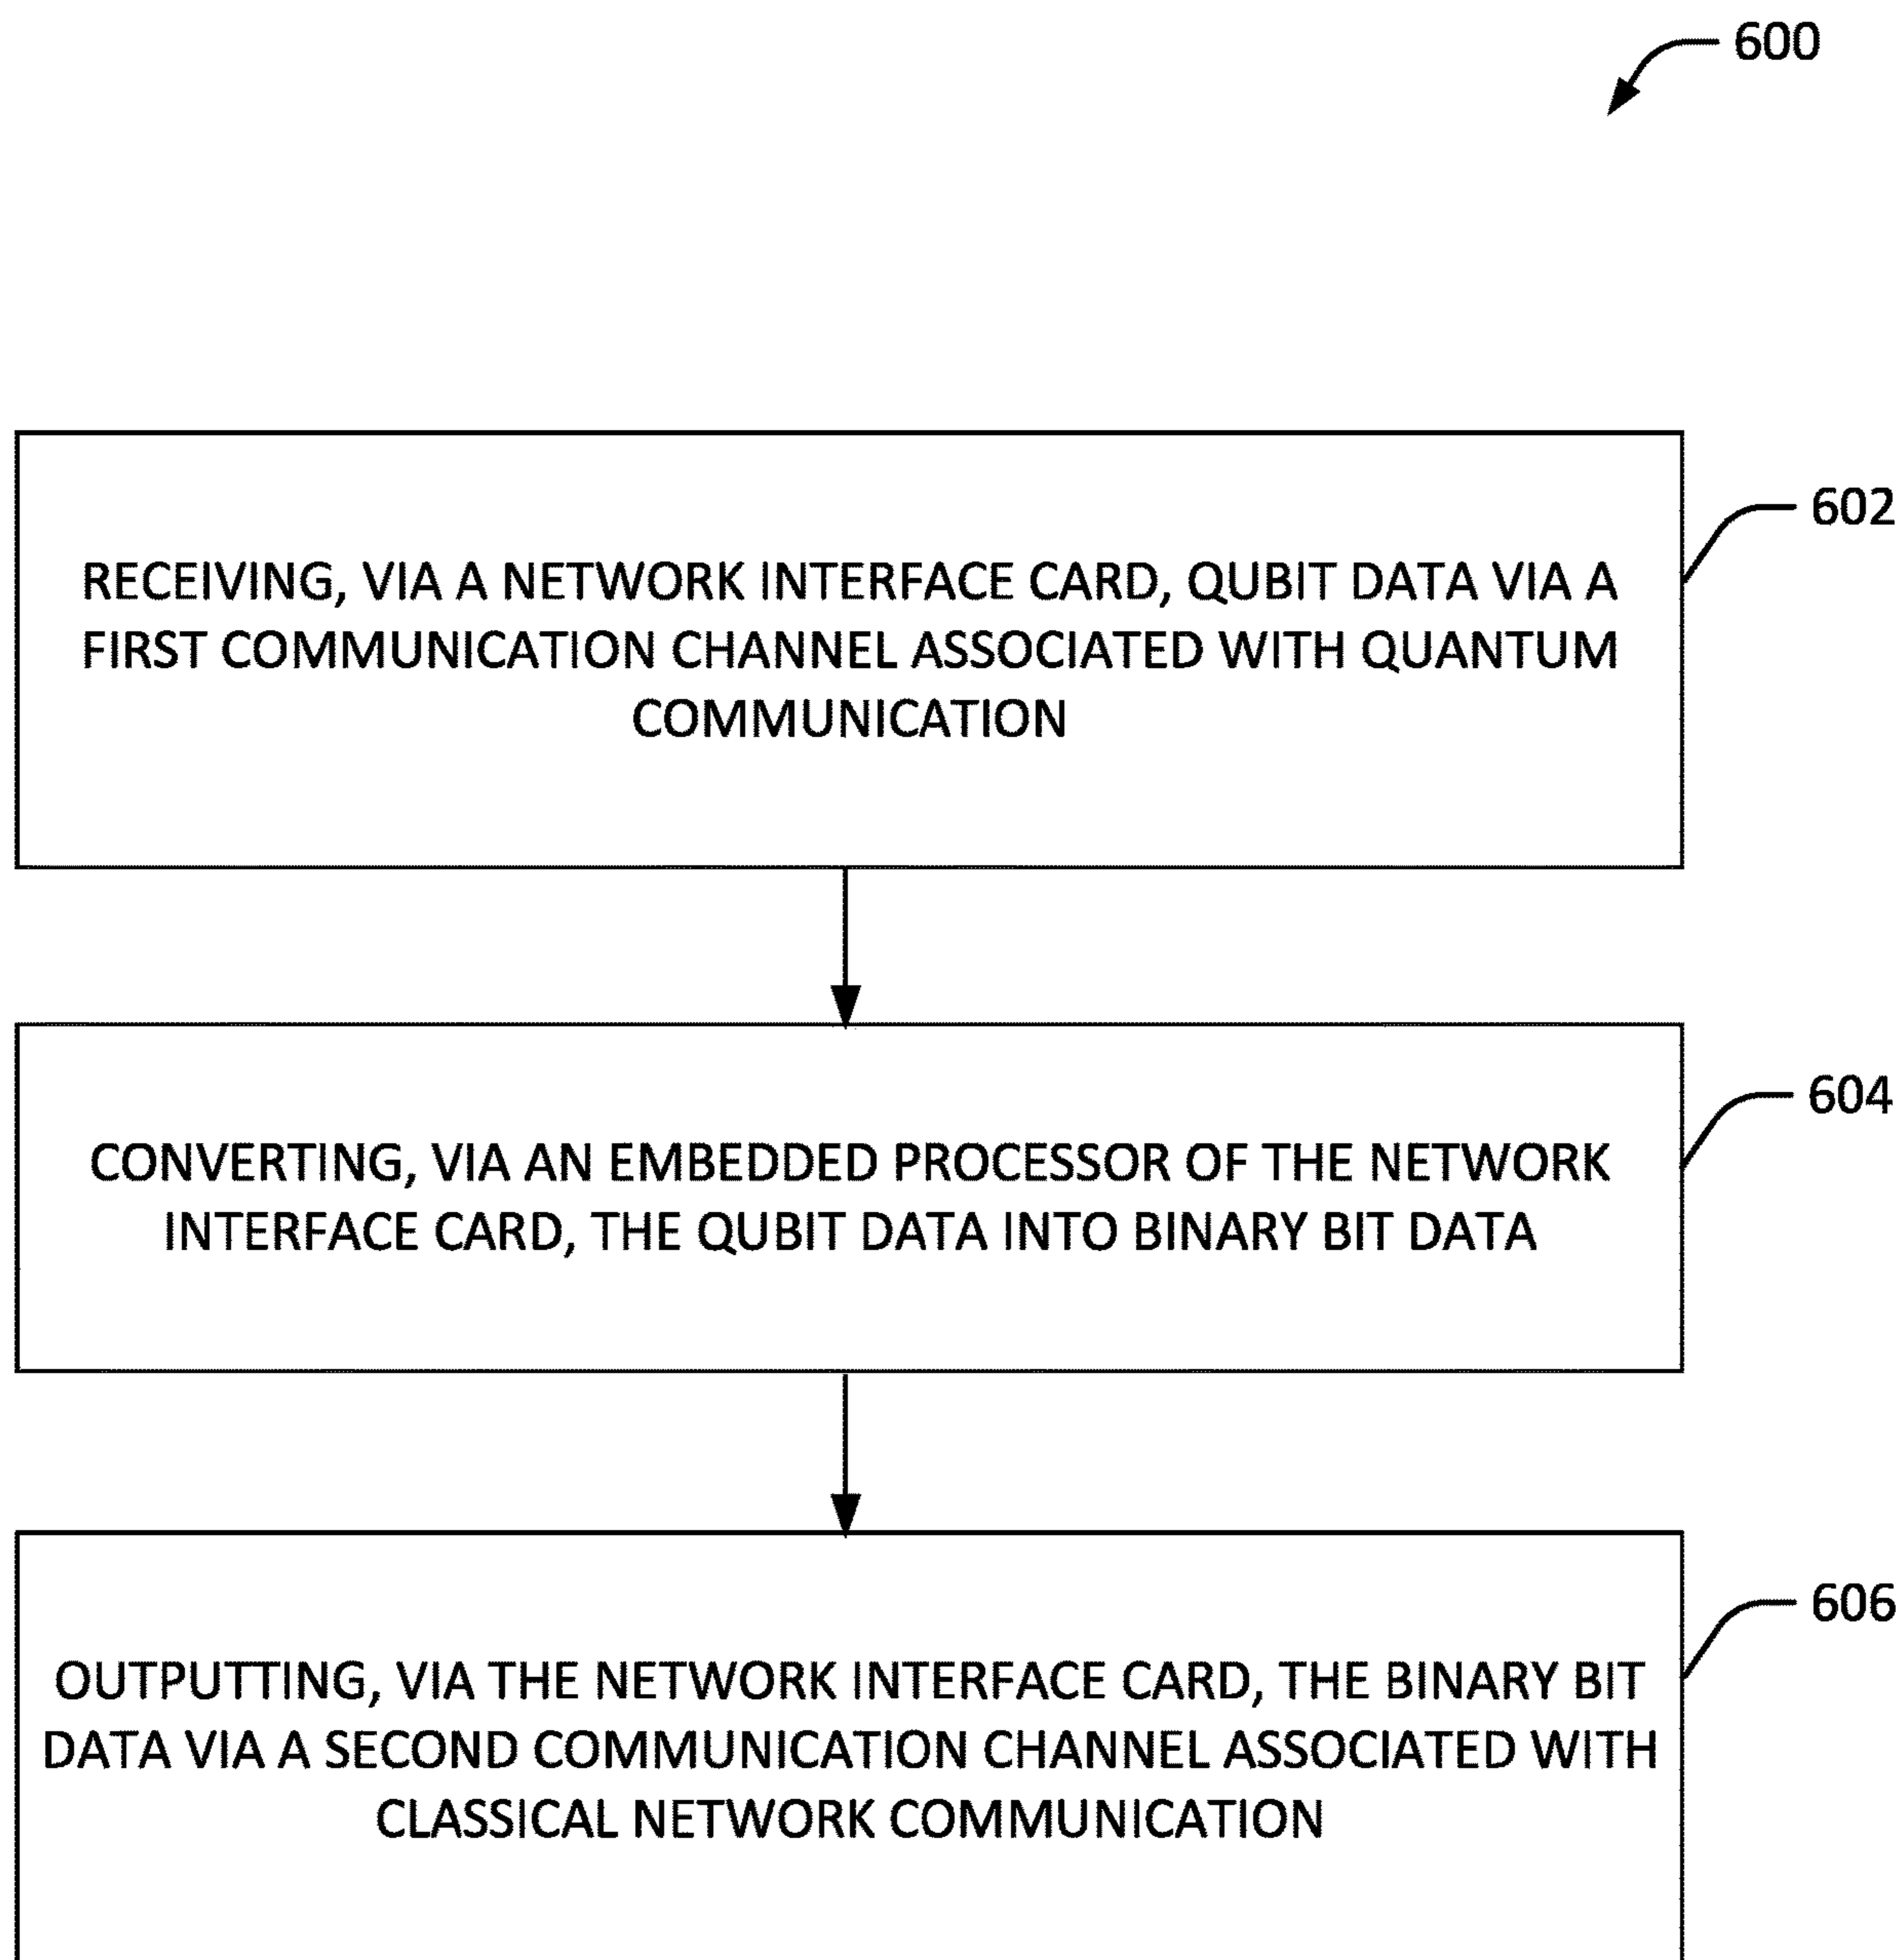 600
RECEIVING, VIA A NETWORK INTERFACE CARD, QUBIT DATA VIA A
FIRST COMMUNICATION CHANNEL ASSOCIATED WITH QUANTUM
COMMUNICATION
602
CONVERTING, VIA AN EMBEDDED PROCESSOR OF THE NETWORK
INTERFACE CARD, THE QUBIT DATA INTO BINARY BIT DATA
604
OUTPUTTING, VIA THE NETWORK INTERFACE CARD, THE BINARY BIT
DATA VIA A SECOND COMMUNICATION CHANNEL ASSOCIATED WITH
CLASSICAL NETWORK COMMUNICATION
606